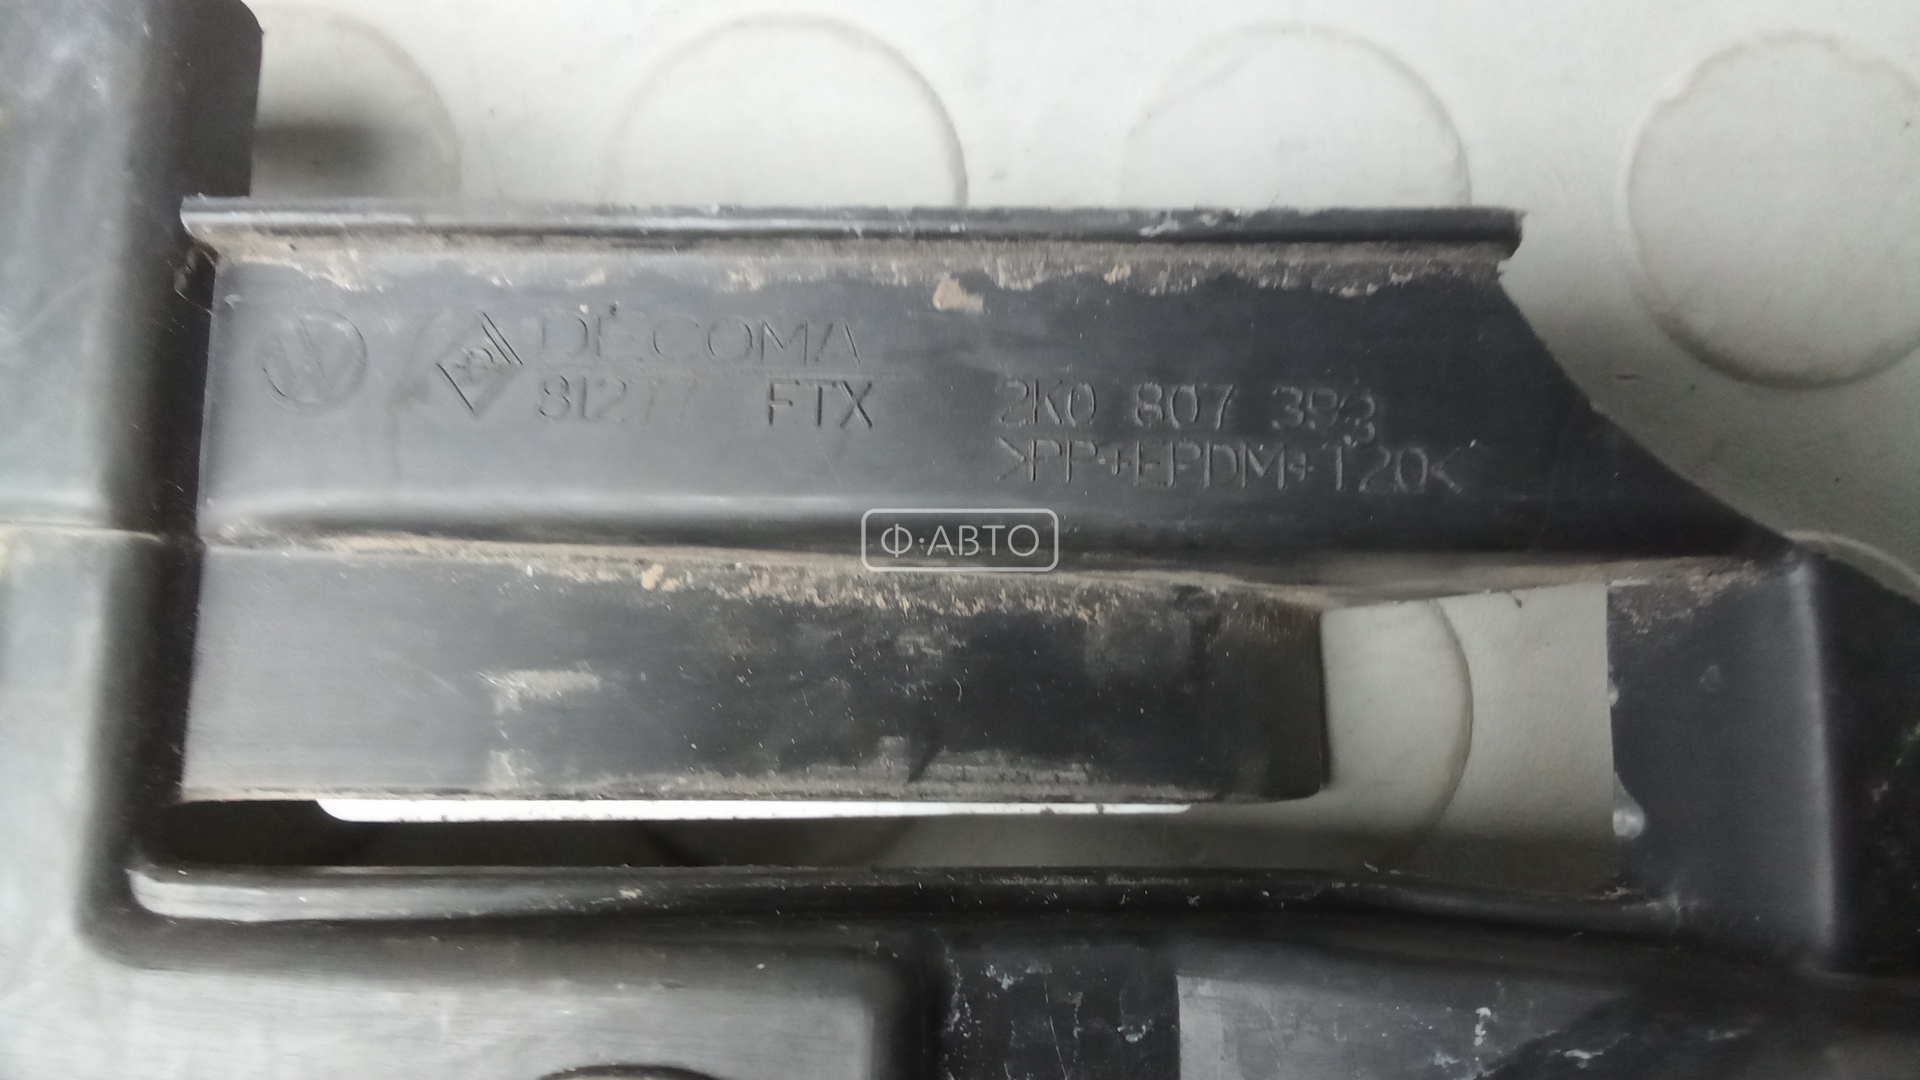 DECOMA
81277 FTX
2K0 807 393
>PP+EPDM+T20<
Ф·АВТО